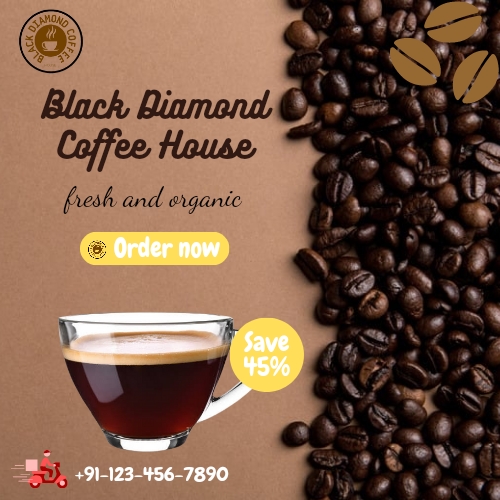 BLACK DIAMOND COFFEE
Black Diamond
Coffee House
fresh and organic
Order now
Save
45%
+91-123-456-7890